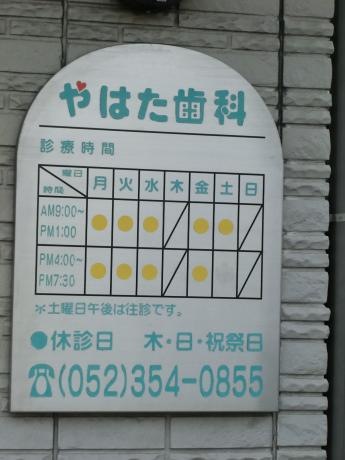 やはた歯科
診療時間
曜日
時間 月 火 水 木 金 土 日
AM9:00~
PM1:00 ● ● ● ／ ● ● ／
PM4:00~
PM7:30 ● ● ● ／ ● ／
※土曜日午後は往診です。
●休診日 木・日・祝祭日
☎(052)354-0855